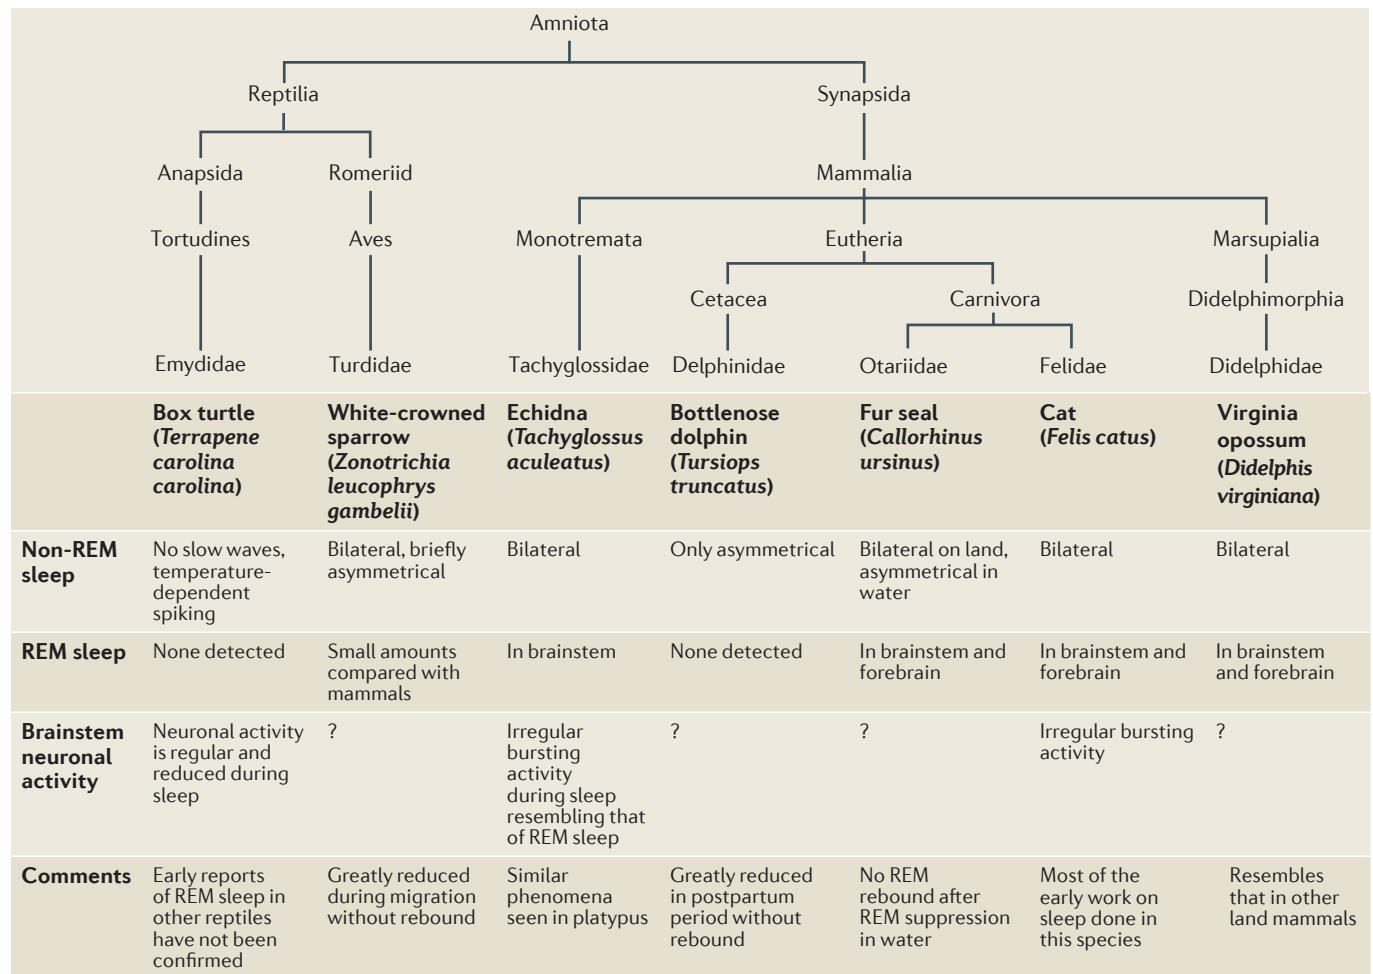 Amniota
Reptilia
Synapsida
Anapsida
Romeriid
Mammalia
Tortudines
Aves
Monotremata
Eutheria
Marsupialia
Cetacea
Carnivora
Didelphimorphia
Emydidae
Turdidae
Tachyglossidae
Delphinidae
Otariidae
Felidae
Didelphidae
Box turtle
(Terrapene
carolina
carolina)
White-crowned
sparrow
(Zonotrichia
leucophrys
gambelii)
Echidna
(Tachyglossus
aculeatus)
Bottlenose
dolphin
(Tursiops
truncatus)
Fur seal
(Callorhinus
ursinus)
Cat
(Felis catus)
Virginia
opossum
(Didelphis
virginiana)
Non-REM
sleep
No slow waves,
temperature-
dependent
spiking
Bilateral, briefly
asymmetrical
Bilateral
Only asymmetrical
Bilateral on land,
asymmetrical in
water
Bilateral
Bilateral
REM sleep
None detected
Small amounts
compared with
mammals
In brainstem
None detected
In brainstem and
forebrain
In brainstem and
forebrain
In brainstem
and forebrain
Brainstem
neuronal
activity
Neuronal activity
is regular and
reduced during
sleep
?
Irregular
bursting
activity
during sleep
resembling that
of REM sleep
?
?
Irregular bursting
activity
?
Comments
Early reports
of REM sleep in
other reptiles
have not been
confirmed
Greatly reduced
during migration
without rebound
Similar
phenomena
seen in platypus
Greatly reduced
in postpartum
period without
rebound
No REM
rebound after
REM suppression
in water
Most of the
early work on
sleep done in
this species
Resembles
that in other
land mammals